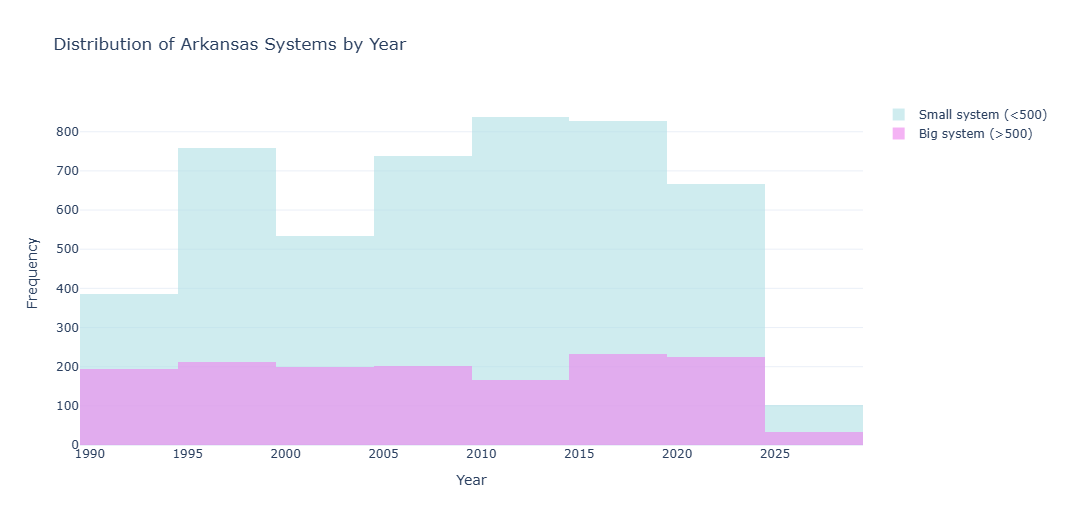 Distribution of Arkansas Systems by Year
Small system (<500)
Big system (>500)
Frequency
800
700
600
500
400
300
200
100
0
1990 1995 2000 2005 2010 2015 2020 2025
Year